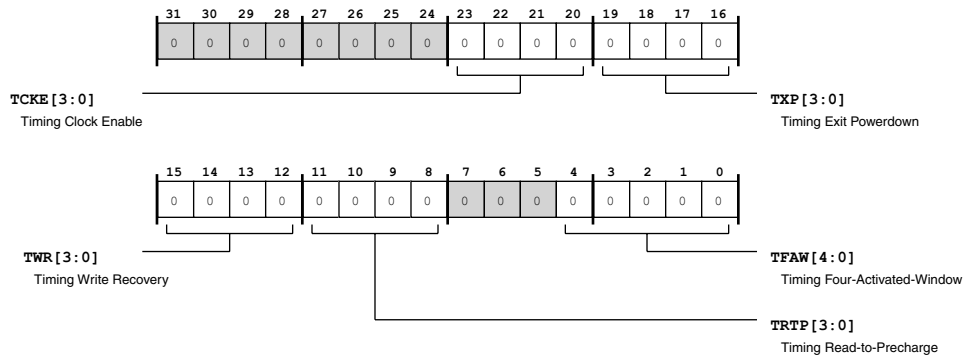 31 30 29 28 27 26 25 24 23 22 21 20 19 18 17 16
0 0 0 0 0 0 0 0 0 0 0 0 0 0 0 0
TCKE[3:0]
Timing Clock Enable
TXP[3:0]
Timing Exit Powerdown
15 14 13 12 11 10 9 8 7 6 5 4 3 2 1 0
0 0 0 0 0 0 0 0 0 0 0 0 0 0 0 0
TWR[3:0]
Timing Write Recovery
TFAW[4:0]
Timing Four-Activated-Window
TRTP[3:0]
Timing Read-to-Precharge